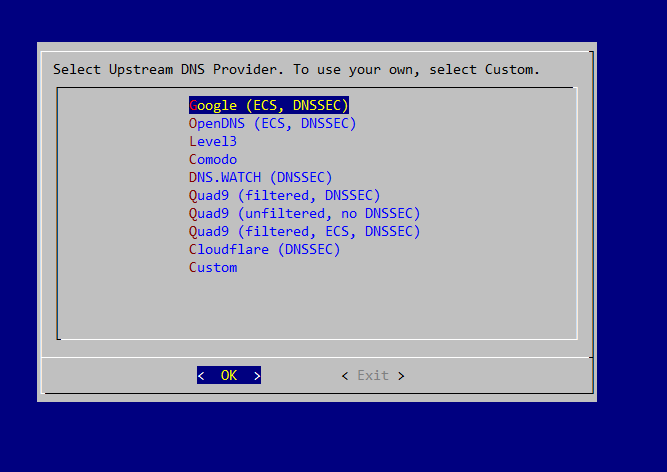 Select Upstream DNS Provider. To use your own, select Custom.
Google (ECS, DNSSEC)
OpenDNS (ECS, DNSSEC)
Level3
Comodo
DNS.WATCH (DNSSEC)
Quad9 (filtered, DNSSEC)
Quad9 (unfiltered, no DNSSEC)
Quad9 (filtered, ECS, DNSSEC)
Cloudflare (DNSSEC)
Custom
< OK > < Exit >